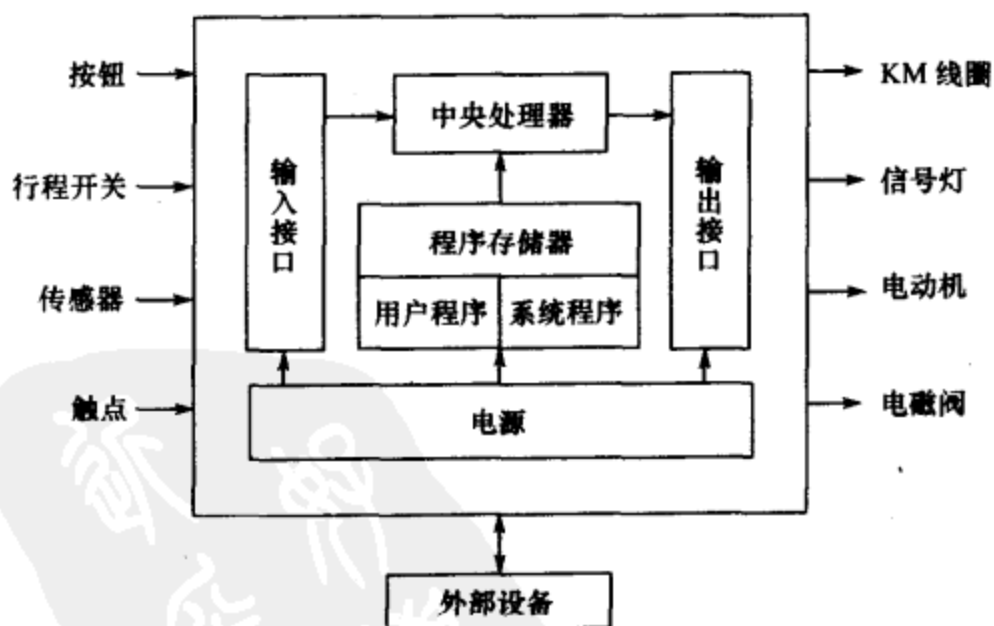 按钮
行程开关
传感器
触点
输入接口
中央处理器
程序存储器
用户程序
系统程序
电源
输出接口
KM 线圈
信号灯
电动机
电磁阀
外部设备